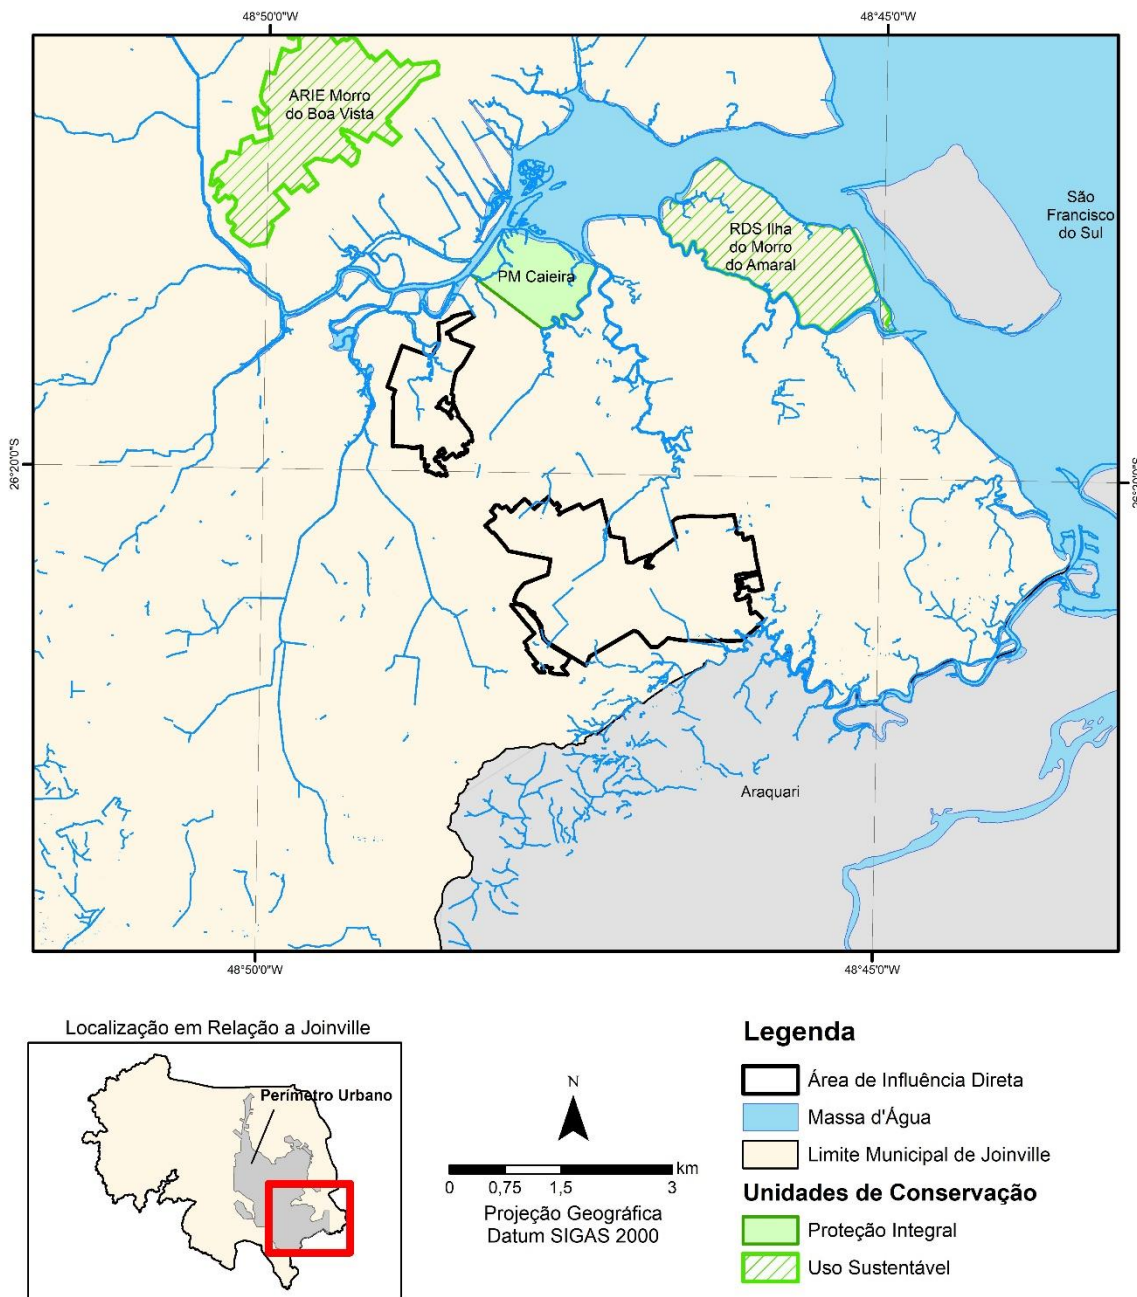 48°50'0"W
48°45'0"W
ARIE Morro
do Boa Vista
São
Francisco
do Sul
RDS Ilha
do Morro
do Amaral
PM Caieira
26°20'0"S
26°20'0"S
Araquari
48°50'0"W
48°45'0"W
Localização em Relação a Joinville
Perímetro Urbano
N
km
0 0,75 1,5 3
Projeção Geográfica
Datum SIGAS 2000
Legenda
Área de Influência Direta
Massa d'Água
Limite Municipal de Joinville
Unidades de Conservação
Proteção Integral
Uso Sustentável